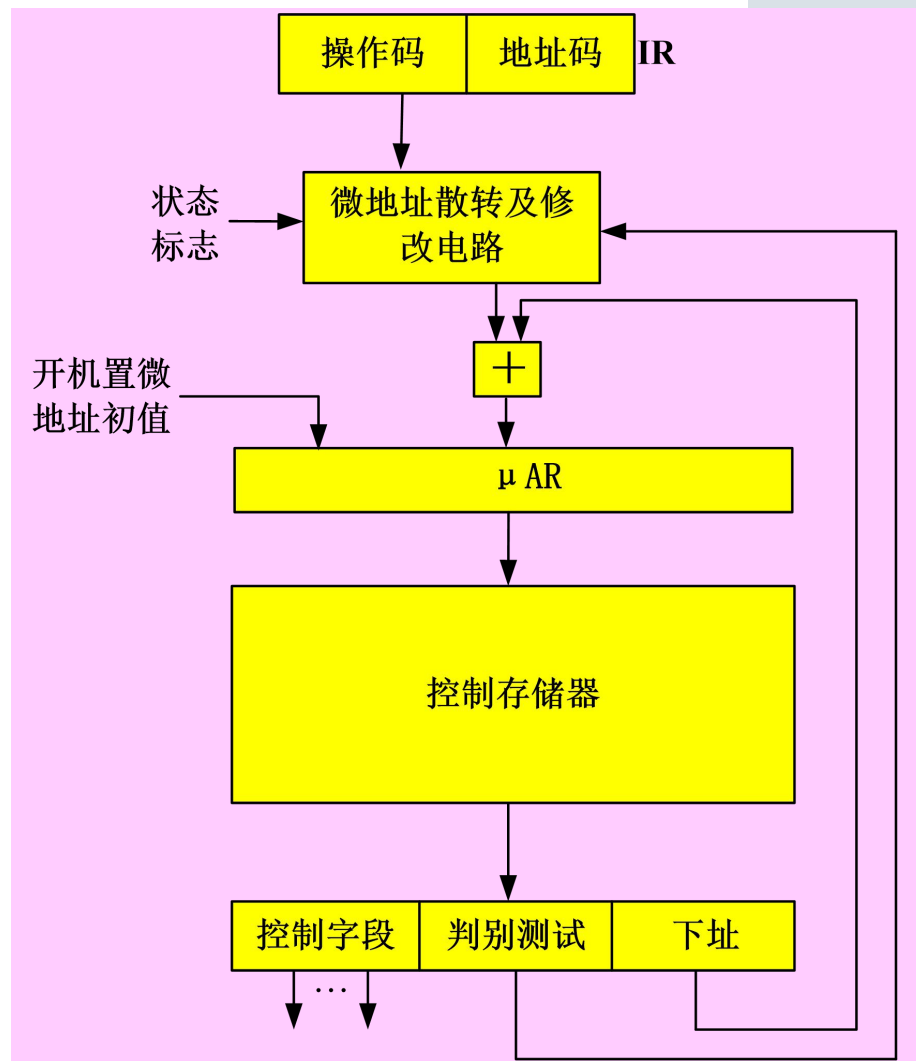 操作码
地址码
IR
状态
标志
微地址散转及修
改电路
+
开机置微
地址初值
μAR
控制存储器
控制字段
判别测试
下址
...